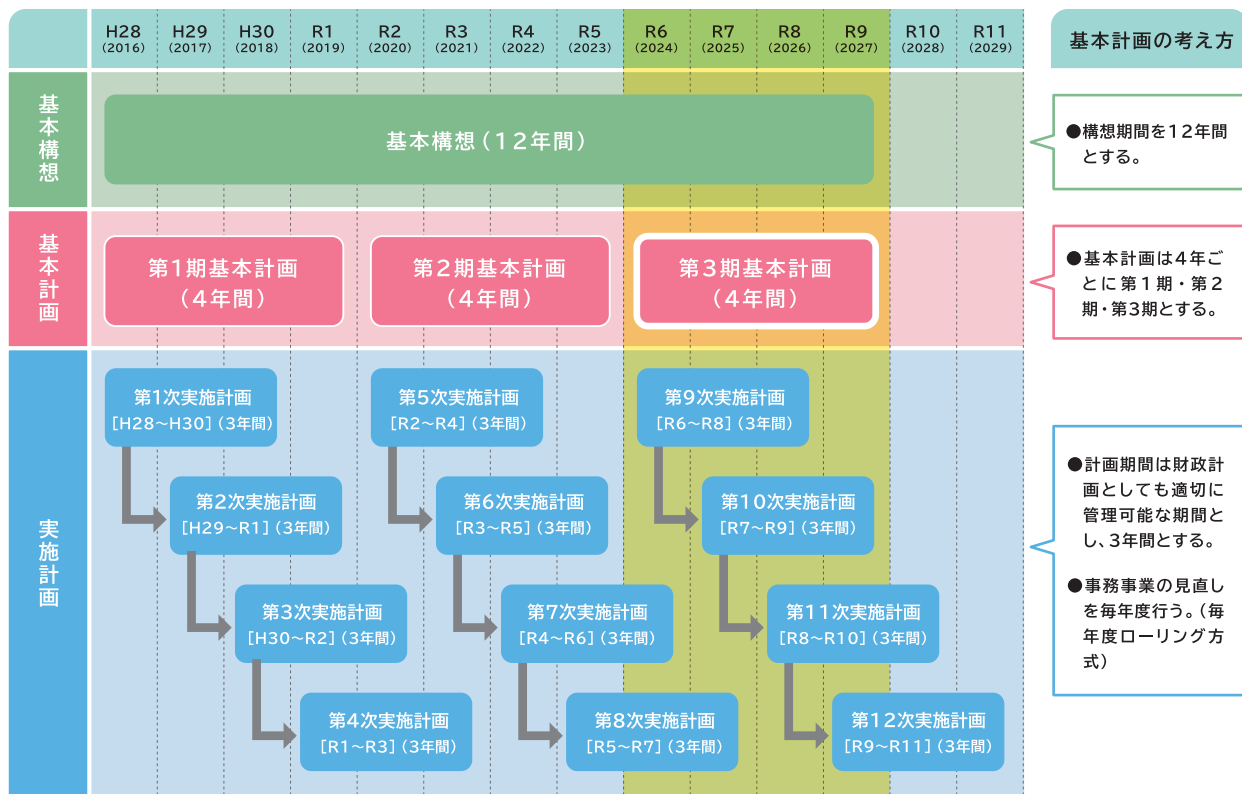 H28 H29 H30 R1 R2 R3 R4 R5 R6 R7 R8 R9 R10 R11
(2016) (2017) (2018) (2019) (2020) (2021) (2022) (2023) (2024) (2025) (2026) (2027) (2028) (2029)
基本計画の考え方
基本構想
基本構想(12年間)
●構想期間を12年間
とする。
基本計画
第1期基本計画
(4年間)
第2期基本計画
(4年間)
第3期基本計画
(4年間)
●基本計画は4年ご
とに第1期・第2
期・第3期とする。
実施計画
第1次実施計画
[H28~H30](3年間)
第2次実施計画
[H29~R1](3年間)
第3次実施計画
[H30~R2](3年間)
第4次実施計画
[R1~R3](3年間)
第5次実施計画
[R2~R4](3年間)
第6次実施計画
[R3~R5](3年間)
第7次実施計画
[R4~R6](3年間)
第8次実施計画
[R5~R7](3年間)
第9次実施計画
[R6~R8](3年間)
第10次実施計画
[R7~R9](3年間)
第11次実施計画
[R8~R10](3年間)
第12次実施計画
[R9~R11](3年間)
●計画期間は財政計
画としても適切に
管理可能な期間と
し、3年間とする。
●事務事業の見直し
を毎年度行う。(毎
年度ローリング方
式)